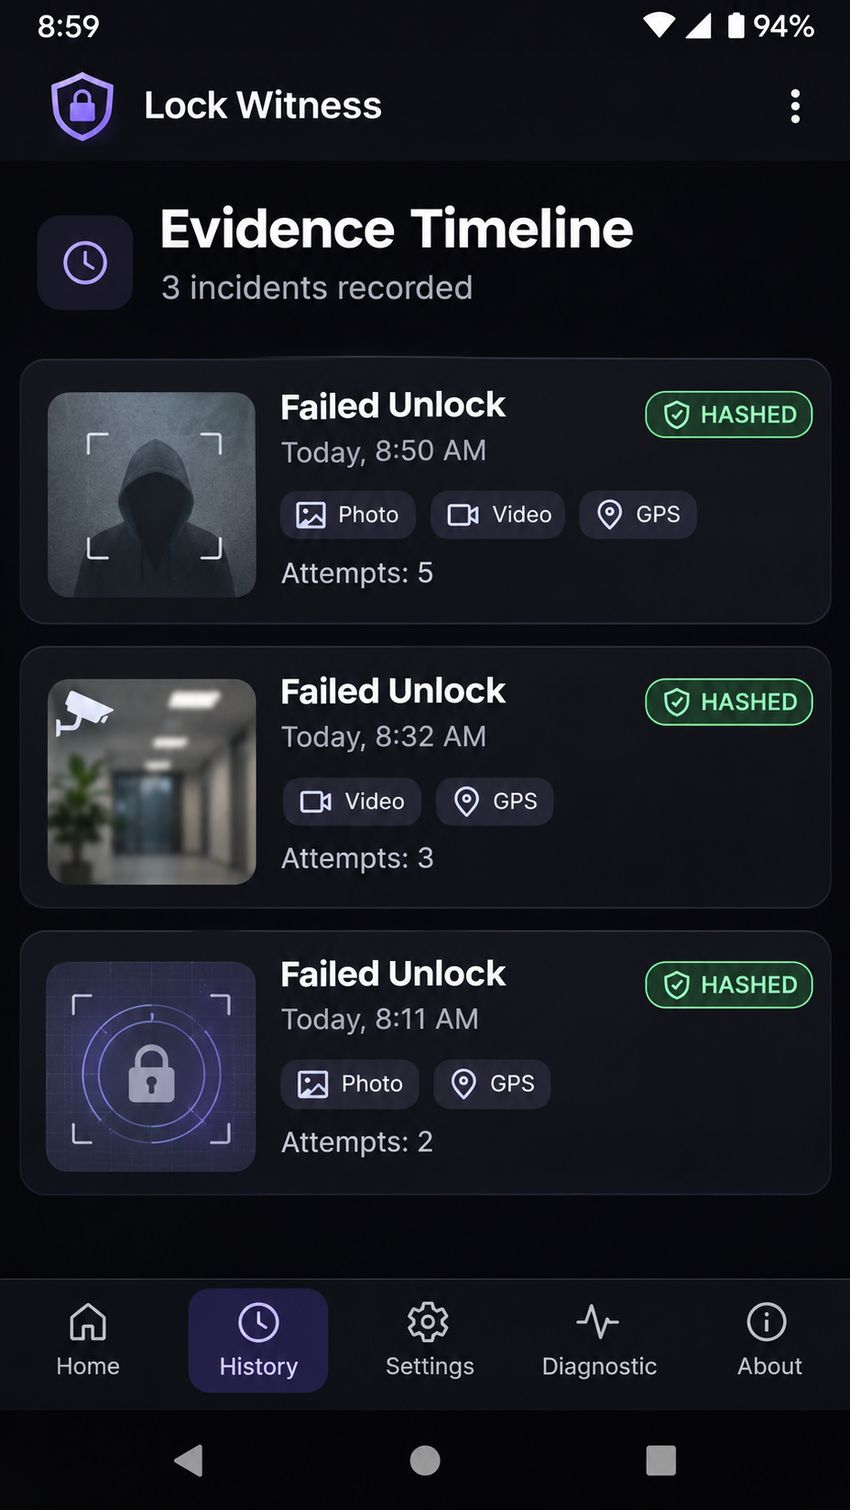 8:59
94%
Lock Witness
Evidence Timeline
3 incidents recorded
Failed Unlock
HASHED
Today, 8:50 AM
Photo Video GPS
Attempts: 5
Failed Unlock
HASHED
Today, 8:32 AM
Video GPS
Attempts: 3
Failed Unlock
HASHED
Today, 8:11 AM
Photo GPS
Attempts: 2
Home History Settings Diagnostic About